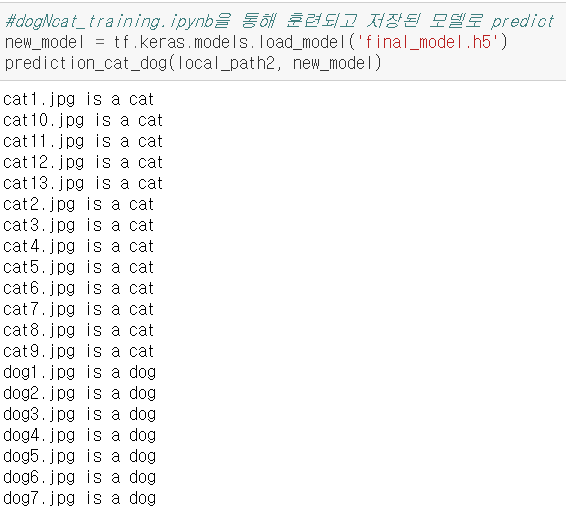 #dogNcat_training.ipynb을 통해 훈련되고 저장된 모델로 predict
new_model = tf.keras.models.load_model('final_model.h5')
prediction_cat_dog(local_path2, new_model)
cat1.jpg is a cat
cat10.jpg is a cat
cat11.jpg is a cat
cat12.jpg is a cat
cat13.jpg is a cat
cat2.jpg is a cat
cat3.jpg is a cat
cat4.jpg is a cat
cat5.jpg is a cat
cat6.jpg is a cat
cat7.jpg is a cat
cat8.jpg is a cat
cat9.jpg is a cat
dog1.jpg is a dog
dog2.jpg is a dog
dog3.jpg is a dog
dog4.jpg is a dog
dog5.jpg is a dog
dog6.jpg is a dog
dog7.jpg is a dog